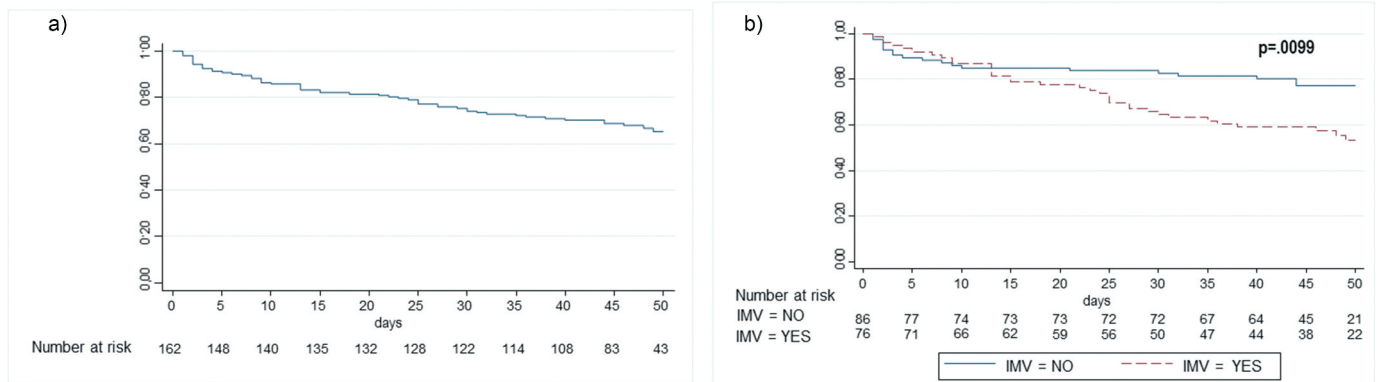 a)
1·00
0·80
0·60
0·40
0·20
0·00
0 5 10 15 20 25 30 35 40 45 50
days
Number at risk 162 148 140 135 132 128 122 114 108 83 43
b)
p=.0099
1·00
0·80
0·60
0·40
0·20
0·00
0 5 10 15 20 25 30 35 40 45 50
days
Number at risk
IMV = NO 86 77 74 73 73 72 72 67 64 45 21
IMV = YES 76 71 66 62 59 56 50 47 44 38 22
IMV = NO IMV = YES